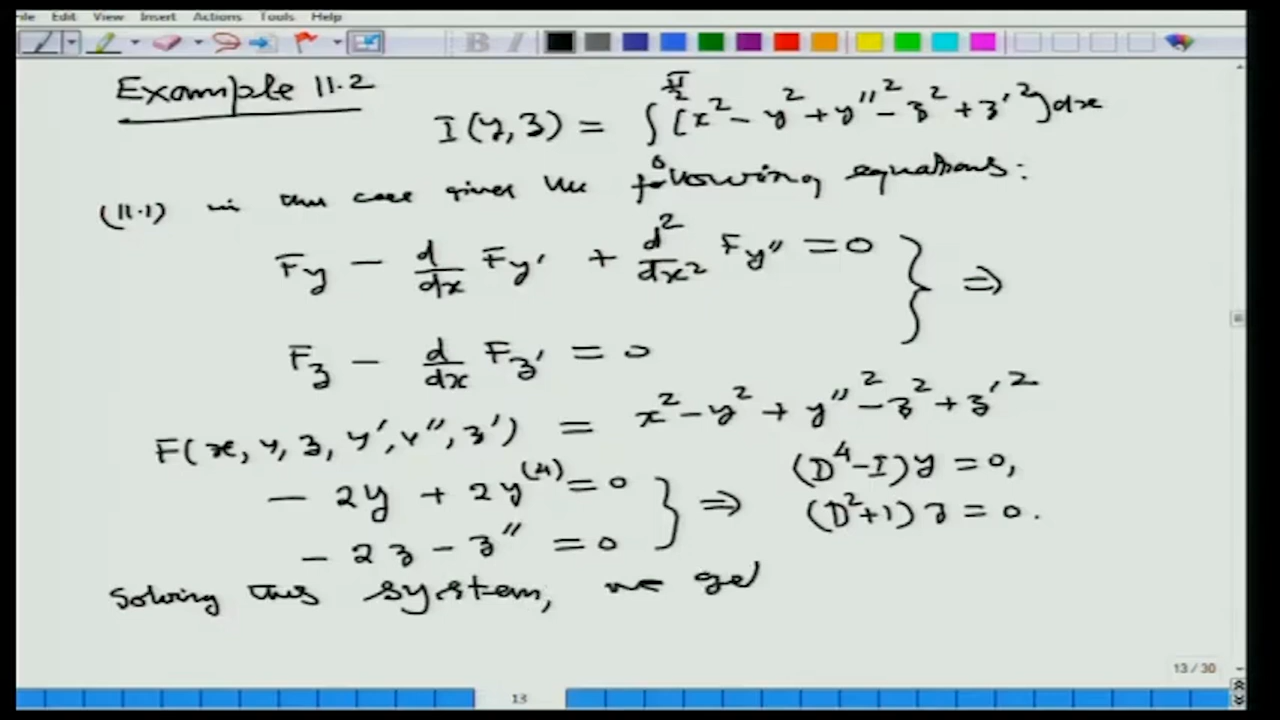 File Edit View Insert Actions Tools Help
Example 11.2
I(y,z) = ∫₀^{π/2} [x² - y² + y''² - z² + z'²] dx
(11.1) in this case gives the following equations:
F_y - d/dx F_y' + d²/dx² F_y'' = 0 } ⇒
F_z - d/dx F_z' = 0
F(x, y, z, y', y'', z') = x² - y² + y''² - z² + z'²
- 2y + 2y^(4) = 0 } ⇒ (D⁴ - I)y = 0,
- 2z - z'' = 0 (D² + 1) z = 0.
Solving this system, we get
13 / 30
13